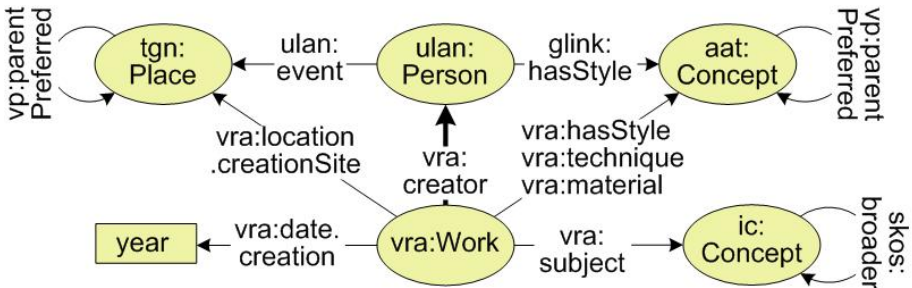 vp:parent
Preferred
tgn:
Place
ulan:
event
ulan:
Person
glink:
hasStyle
aat:
Concept
vp:parent
Preferred
vra:location
.creationSite
vra:
creator
vra:hasStyle
vra:technique
vra:material
year
vra:date.
creation
vra:Work
vra:
subject
ic:
Concept
skos:
broader